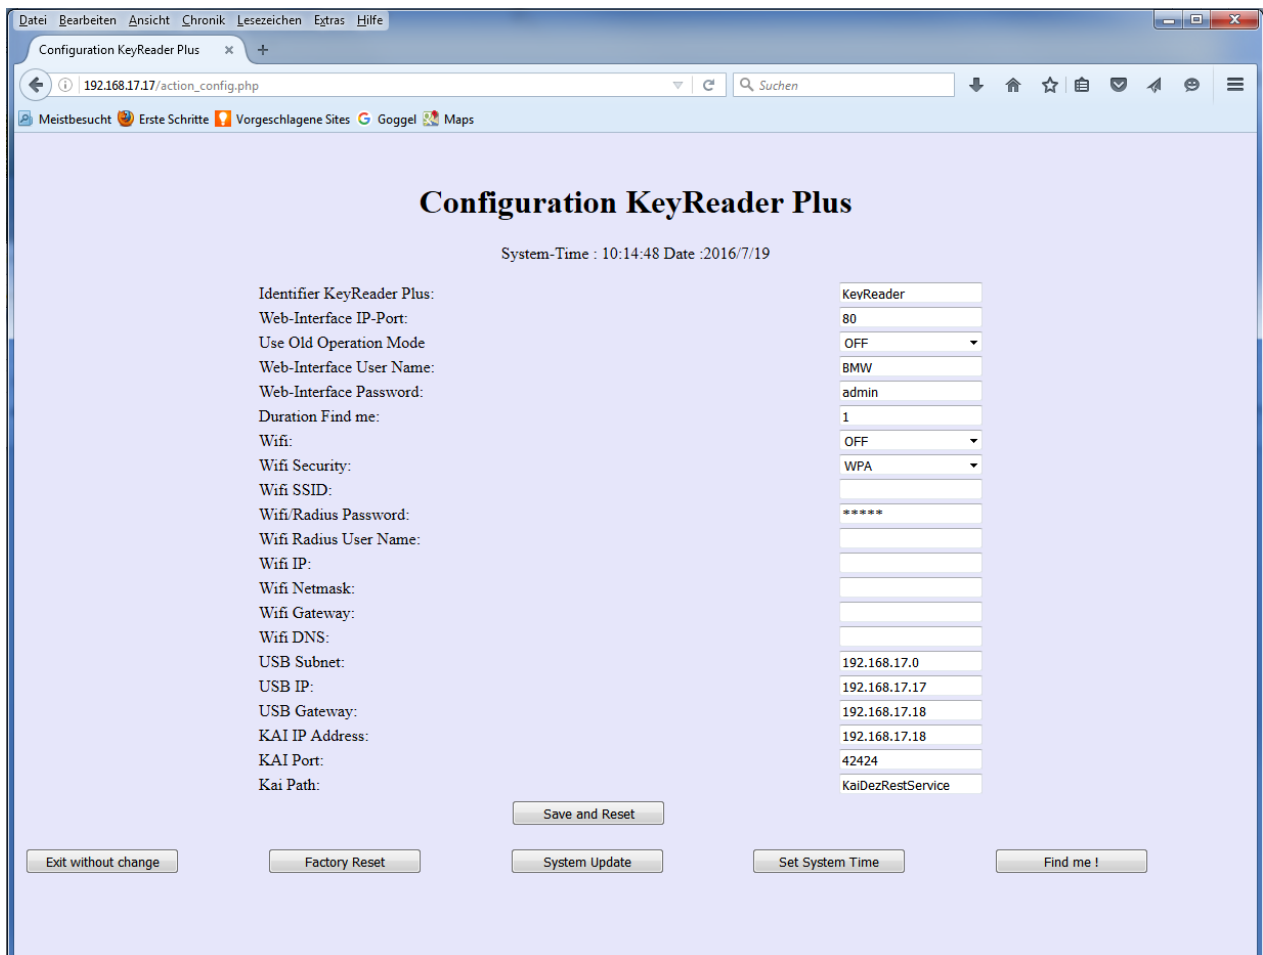 Datei Bearbeiten Ansicht Chronik Lesezeichen Extras Hilfe
Configuration KeyReader Plus
192.168.17.17/action_config.php
Suchen
Meistbesucht Erste Schritte Vorgeschlagene Sites Goggel Maps
Configuration KeyReader Plus
System-Time : 10:14:48 Date :2016/7/19
Identifier KeyReader Plus: KeyReader
Web-Interface IP-Port: 80
Use Old Operation Mode OFF
Web-Interface User Name: BMW
Web-Interface Password: admin
Duration Find me: 1
Wifi: OFF
Wifi Security: WPA
Wifi SSID:
Wifi/Radius Password: *****
Wifi Radius User Name:
Wifi IP:
Wifi Netmask:
Wifi Gateway:
Wifi DNS:
USB Subnet: 192.168.17.0
USB IP: 192.168.17.17
USB Gateway: 192.168.17.18
KAI IP Address: 192.168.17.18
KAI Port: 42424
Kai Path: KaiDezRestService
Save and Reset
Exit without change Factory Reset System Update Set System Time Find me !